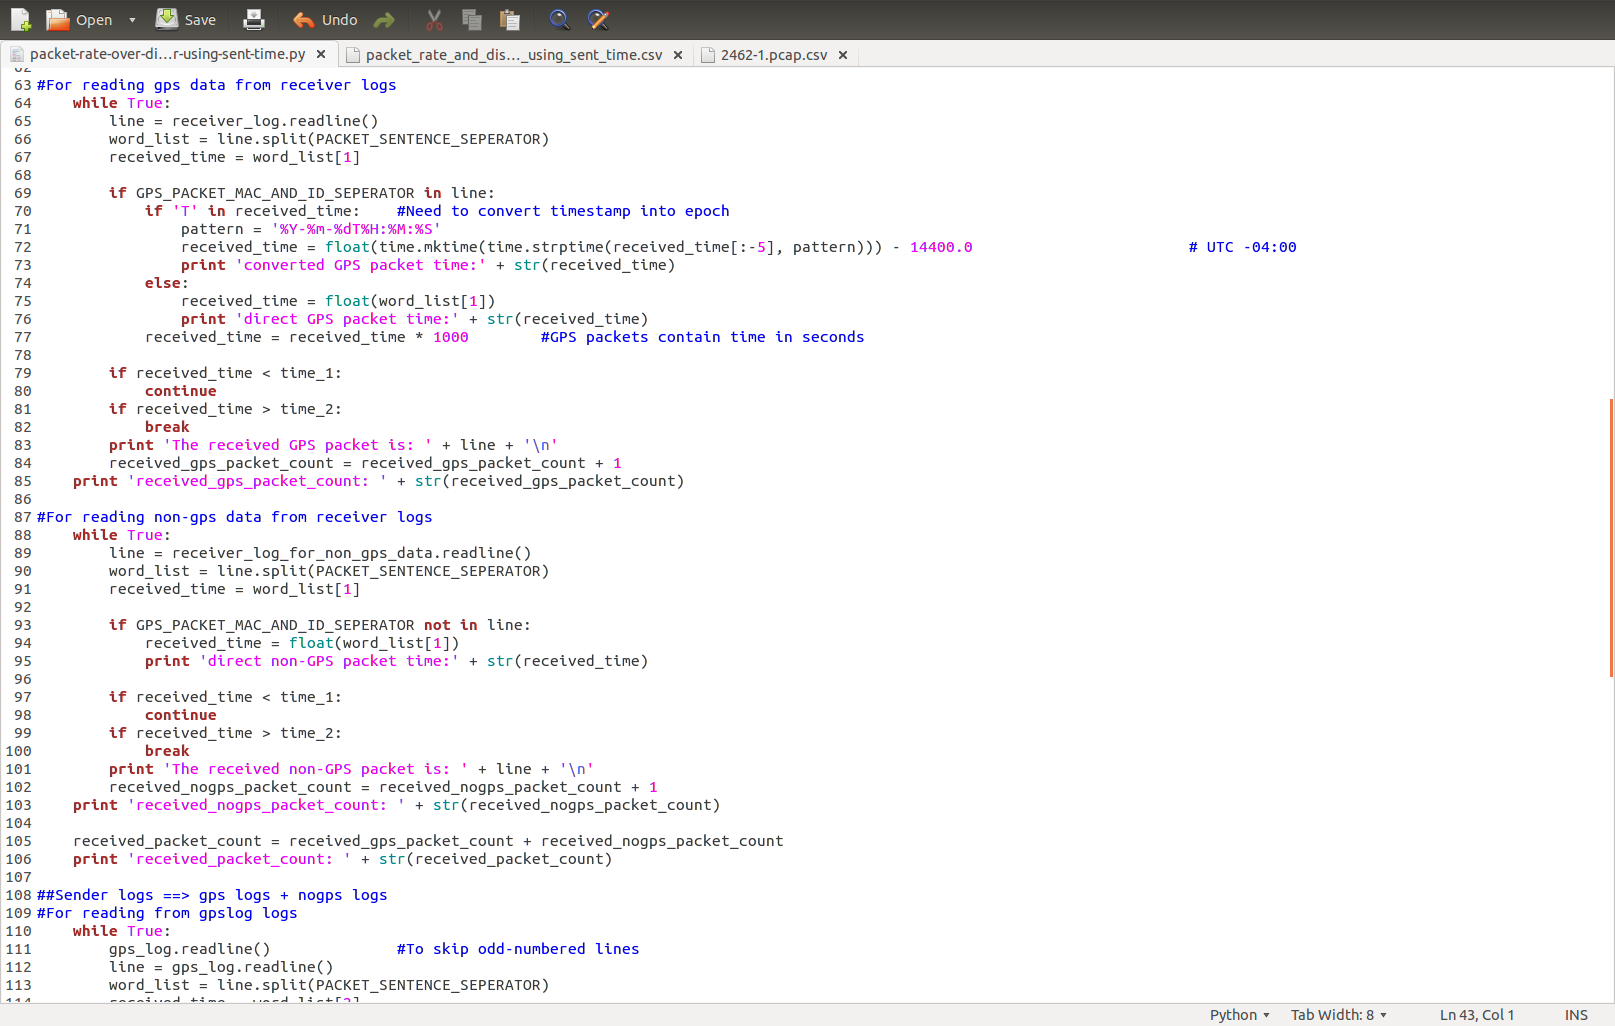 Open Save Undo
packet-rate-over-di...r-using-sent-time.py × packet_rate_and_dis..._using_sent_time.csv × 2462-1.pcap.csv ×
62
63 #For reading gps data from receiver logs
64     while True:
65         line = receiver_log.readline()
66         word_list = line.split(PACKET_SENTENCE_SEPERATOR)
67         received_time = word_list[1]
68
69         if GPS_PACKET_MAC_AND_ID_SEPERATOR in line:
70             if 'T' in received_time:    #Need to convert timestamp into epoch
71                 pattern = '%Y-%m-%dT%H:%M:%S'
72                 received_time = float(time.mktime(time.strptime(received_time[:-5], pattern))) - 14400.0                        # UTC -04:00
73                 print 'converted GPS packet time:' + str(received_time)
74             else:
75                 received_time = float(word_list[1])
76                 print 'direct GPS packet time:' + str(received_time)
77             received_time = received_time * 1000        #GPS packets contain time in seconds
78
79         if received_time < time_1:
80             continue
81         if received_time > time_2:
82             break
83         print 'The received GPS packet is: ' + line + '\n'
84         received_gps_packet_count = received_gps_packet_count + 1
85     print 'received_gps_packet_count: ' + str(received_gps_packet_count)
86
87 #For reading non-gps data from receiver logs
88     while True:
89         line = receiver_log_for_non_gps_data.readline()
90         word_list = line.split(PACKET_SENTENCE_SEPERATOR)
91         received_time = word_list[1]
92
93         if GPS_PACKET_MAC_AND_ID_SEPERATOR not in line:
94             received_time = float(word_list[1])
95             print 'direct non-GPS packet time:' + str(received_time)
96
97         if received_time < time_1:
98             continue
99         if received_time > time_2:
100             break
101         print 'The received non-GPS packet is: ' + line + '\n'
102         received_nogps_packet_count = received_nogps_packet_count + 1
103     print 'received_nogps_packet_count: ' + str(received_nogps_packet_count)
104
105     received_packet_count = received_gps_packet_count + received_nogps_packet_count
106     print 'received_packet_count: ' + str(received_packet_count)
107
108 ##Sender logs ==> gps logs + nogps logs
109 #For reading from gpslog logs
110     while True:
111         gps_log.readline()              #To skip odd-numbered lines
112         line = gps_log.readline()
113         word_list = line.split(PACKET_SENTENCE_SEPERATOR)
114         received_time = word_list[2]
Python Tab Width: 8 Ln 43, Col 1 INS